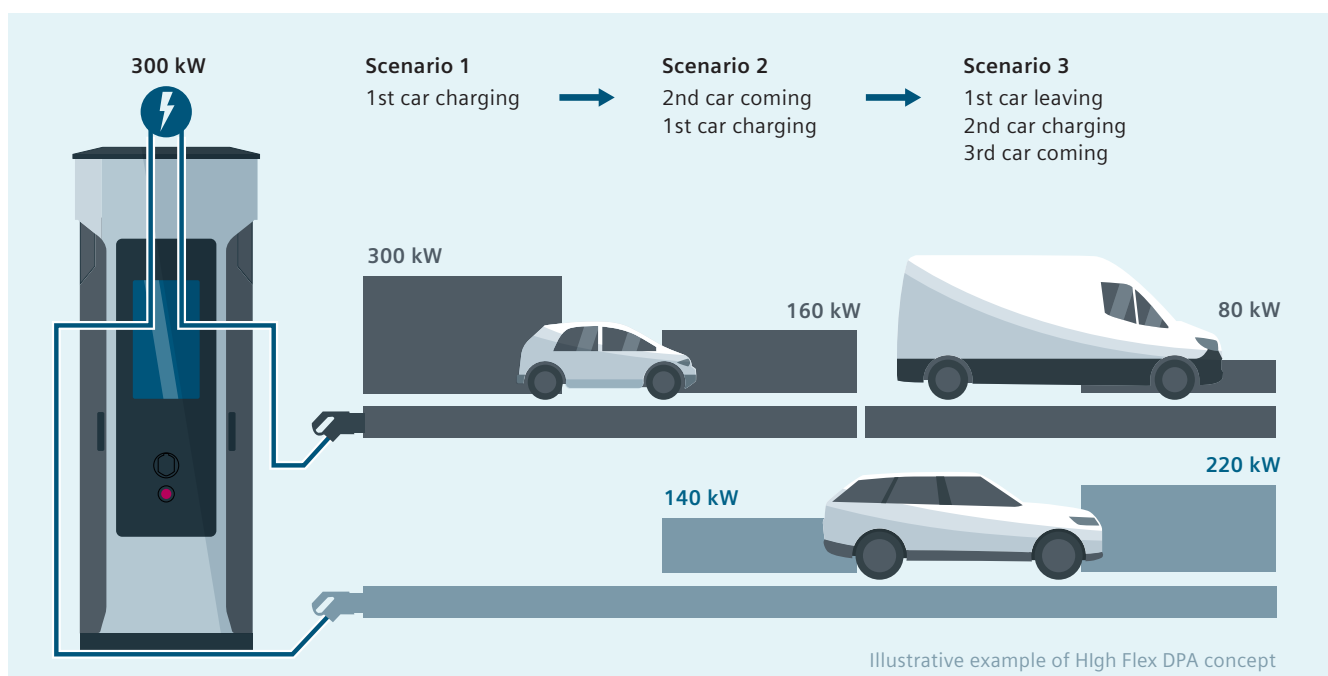 300 kW
Scenario 1
1st car charging
Scenario 2
2nd car coming
1st car charging
Scenario 3
1st car leaving
2nd car charging
3rd car coming
300 kW
160 kW
80 kW
140 kW
220 kW
Illustrative example of HIgh Flex DPA concept